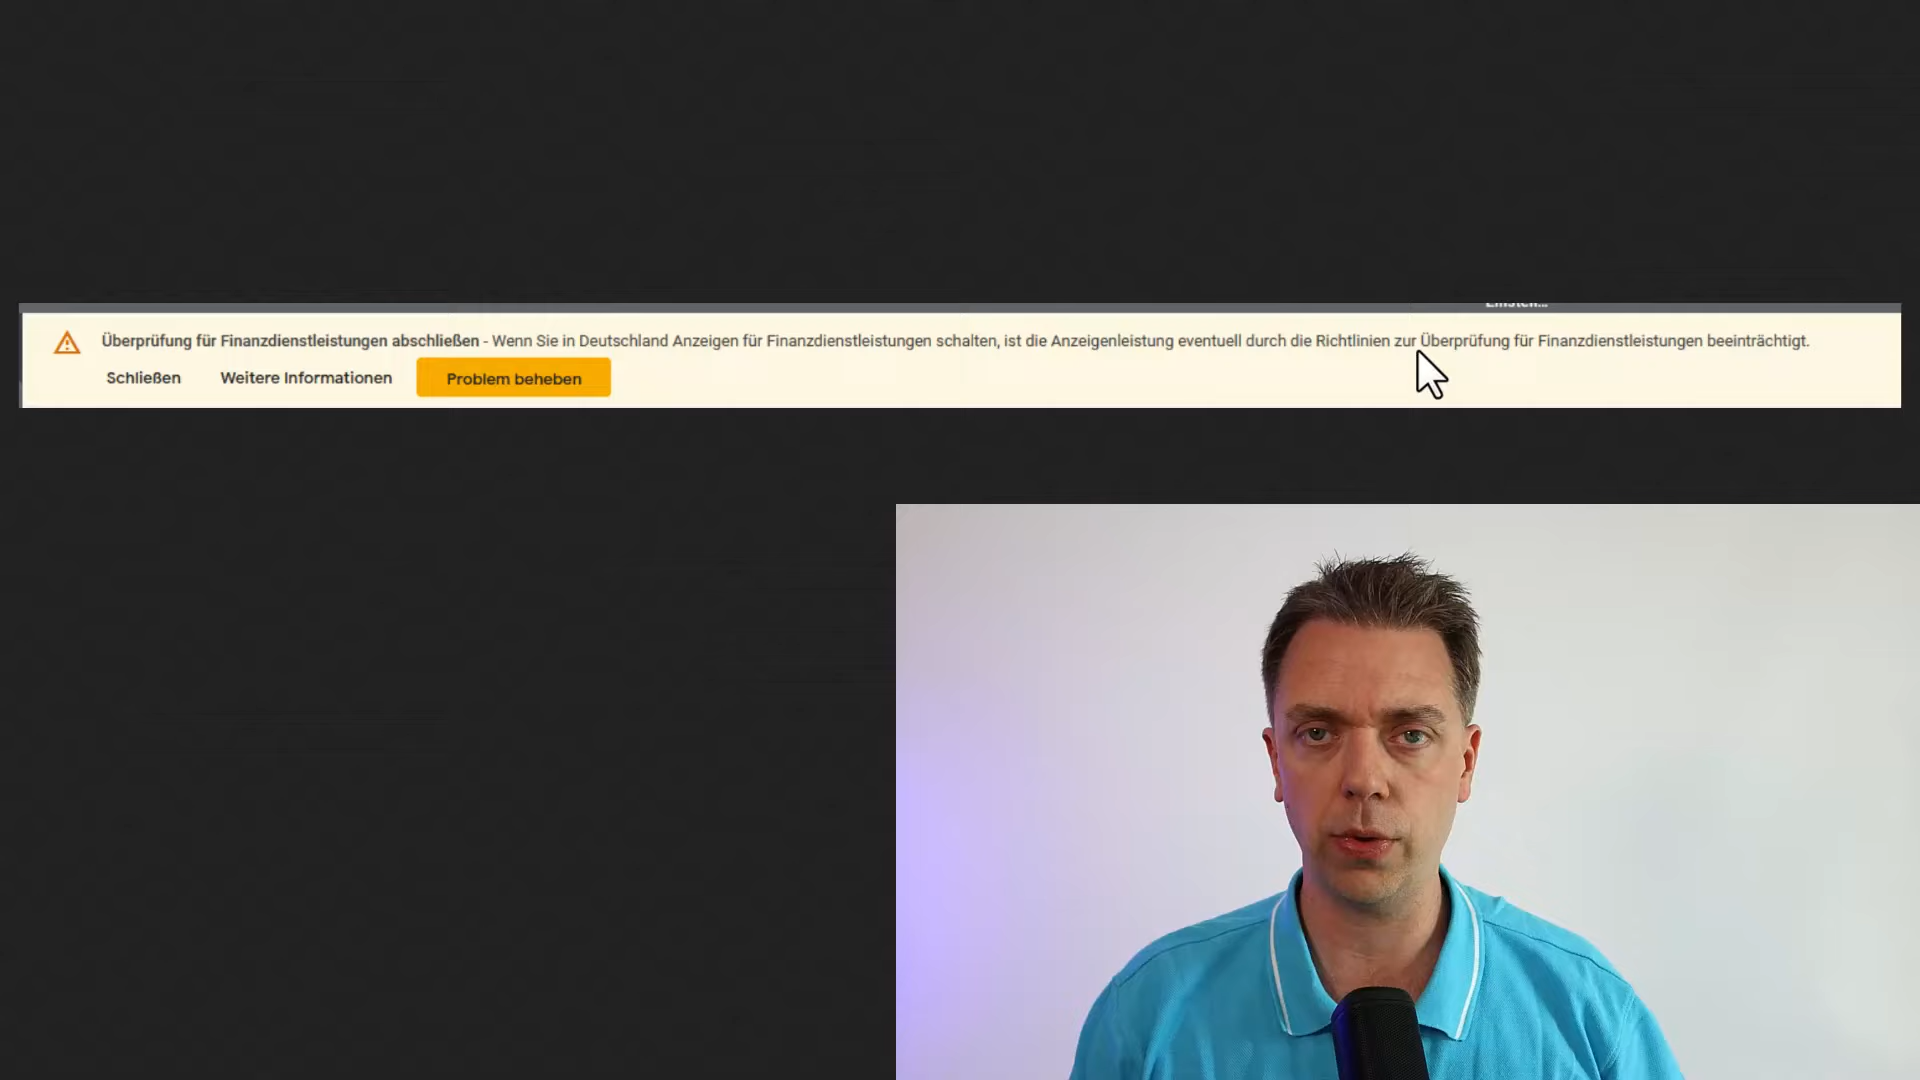 Überprüfung für Finanzdienstleistungen abschließen - Wenn Sie in Deutschland Anzeigen für Finanzdienstleistungen schalten, ist die Anzeigenleistung eventuell durch die Richtlinien zur Überprüfung für Finanzdienstleistungen beeinträchtigt.
Schließen Weitere Informationen Problem beheben